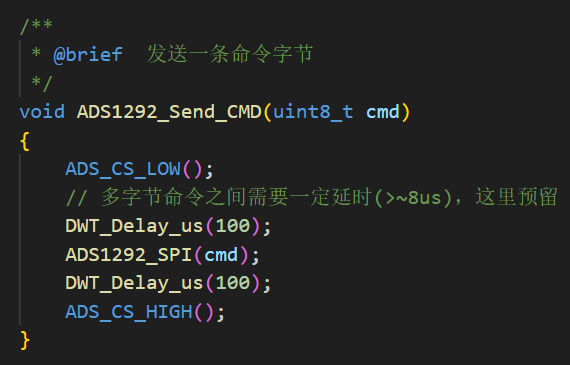 /**
 * @brief  发送一条命令字节
 */
void ADS1292_Send_CMD(uint8_t cmd)
{
    ADS_CS_LOW();
    // 多字节命令之间需要一定延时(>~8us)，这里预留
    DWT_Delay_us(100);
    ADS1292_SPI(cmd);
    DWT_Delay_us(100);
    ADS_CS_HIGH();
}